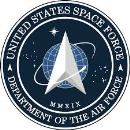 UNITED STATES SPACE FORCE
MMXIX
DEPARTMENT OF THE AIR FORCE